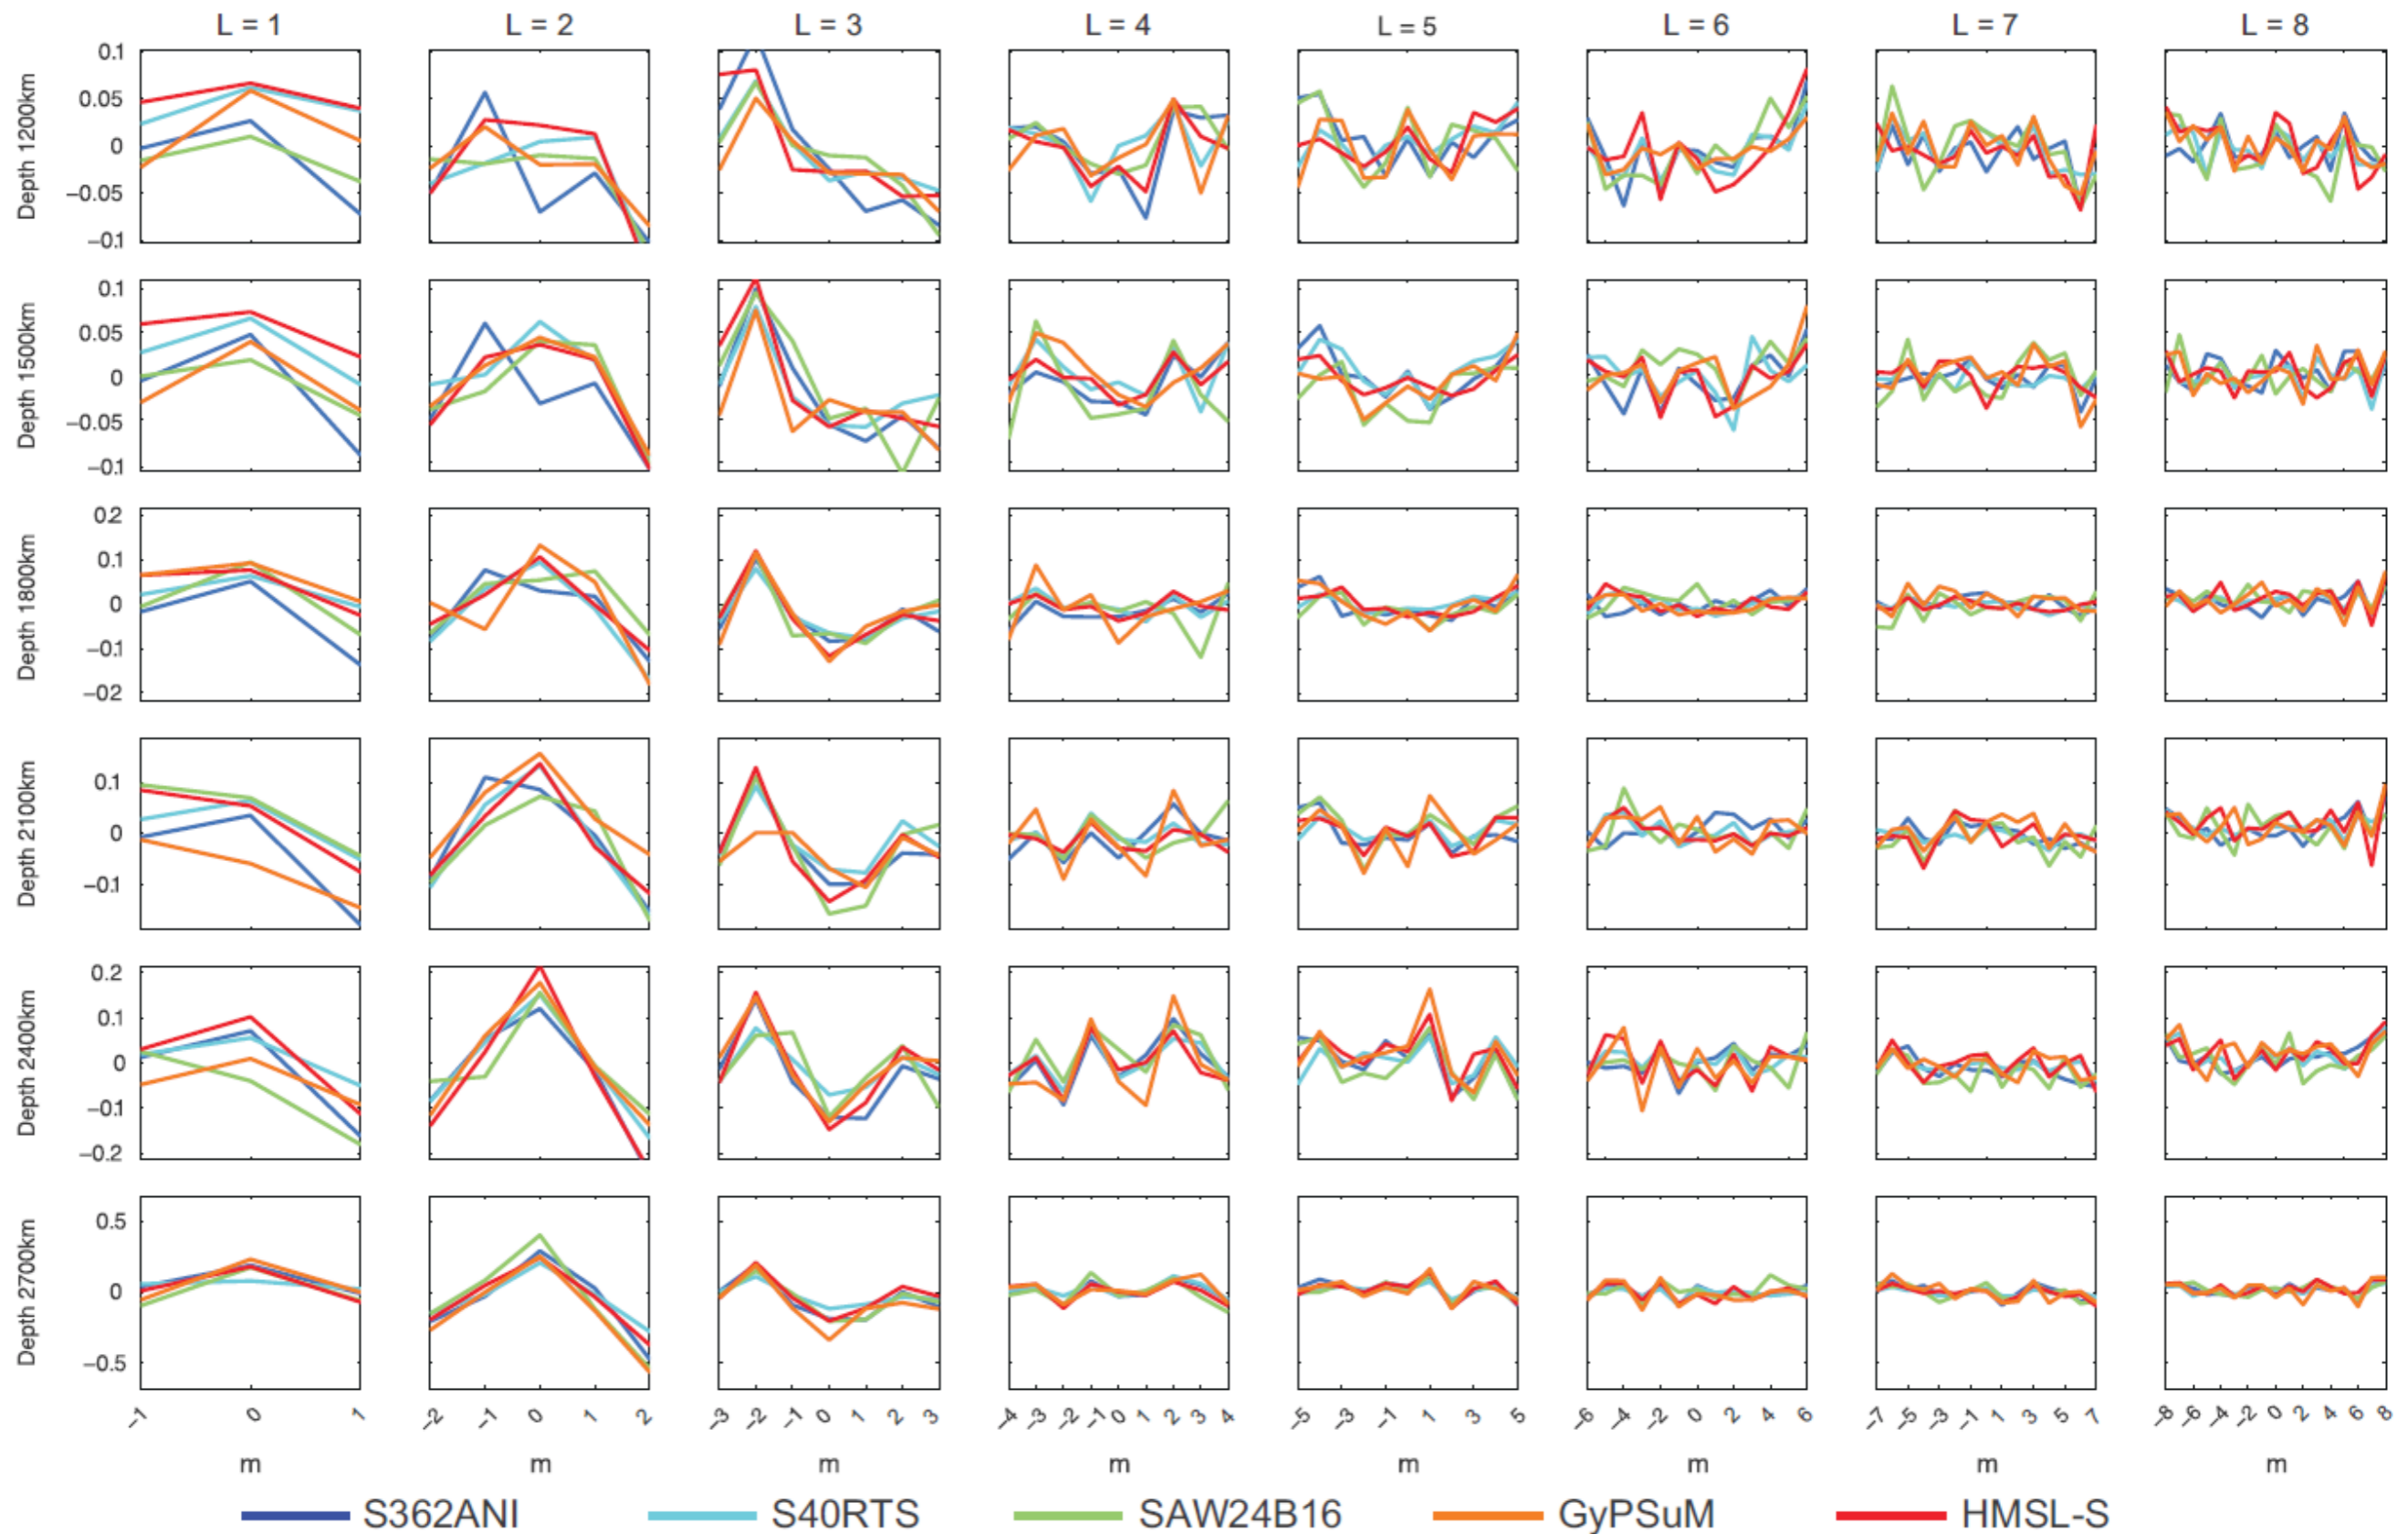 L = 1 L = 2 L = 3 L = 4 L = 5 L = 6 L = 7 L = 8
Depth 1200km
0.1
0.05
0
−0.05
−0.1
Depth 1500km
0.1
0.05
0
−0.05
−0.1
Depth 1800km
0.2
0.1
0
−0.1
−0.2
Depth 2100km
0.1
0
−0.1
Depth 2400km
0.2
0.1
0
−0.1
−0.2
Depth 2700km
0.5
0
−0.5
−1 0 1 −2 −1 0 1 2 −3 −2 −1 0 1 2 3 −4 −3 −2 −1 0 1 2 3 4 −5 −3 −1 1 3 5 −6 −4 −2 0 2 4 6 −7 −5 −3 −1 1 3 5 7 −8 −6 −4 −2 0 2 4 6 8
m m m m m m m m
S362ANI S40RTS SAW24B16 GyPSuM HMSL-S